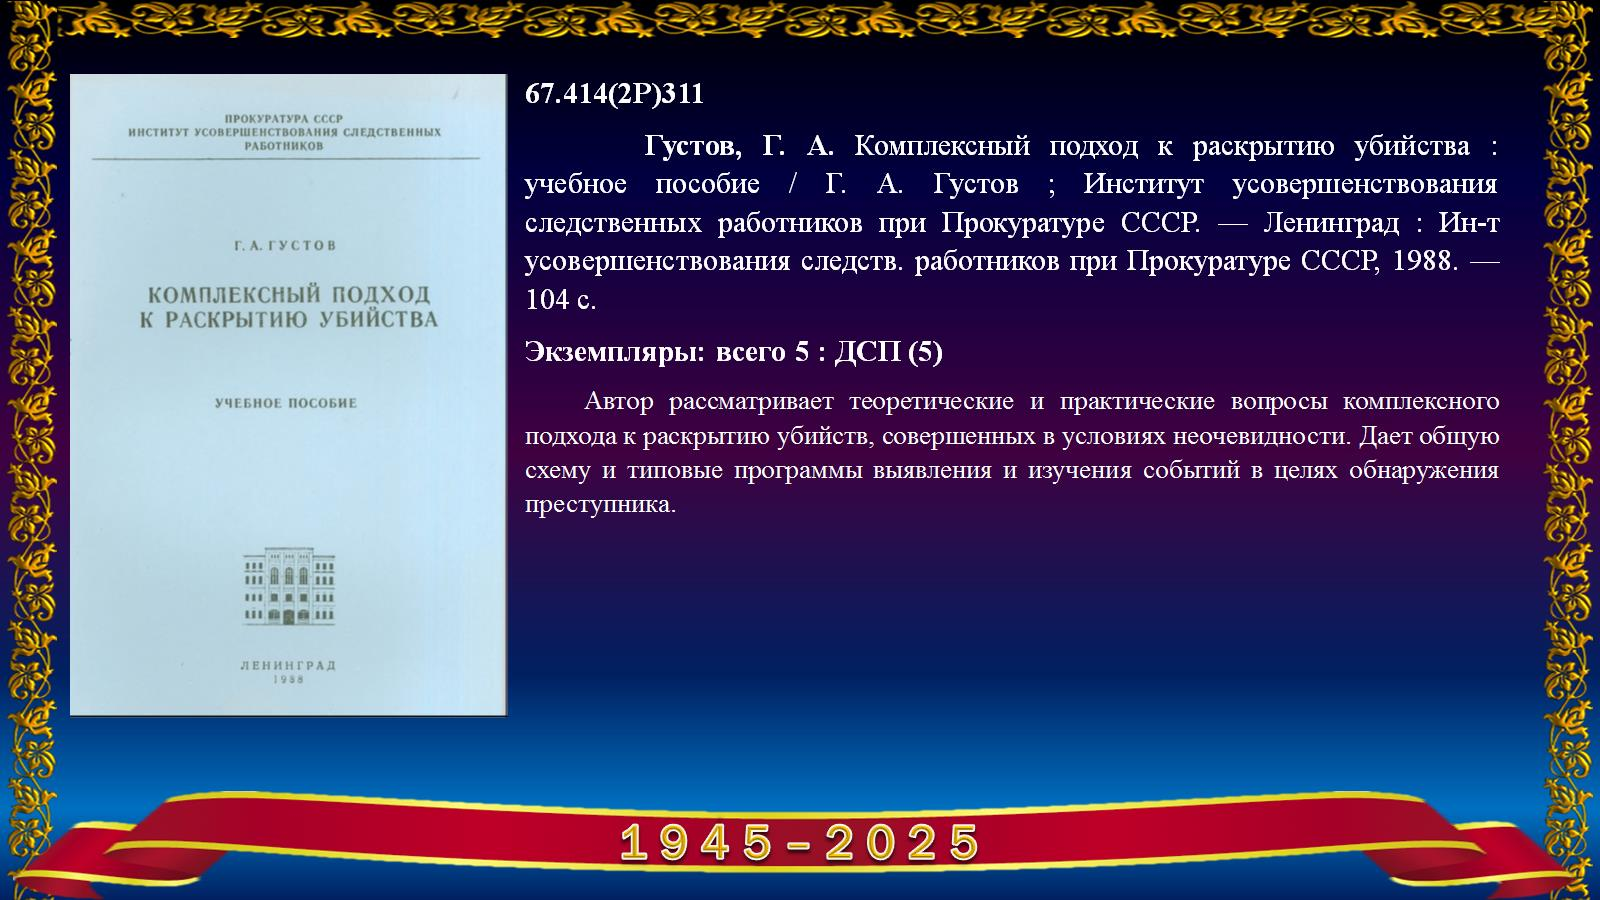 ПРОКУРАТУРА СССР
ИНСТИТУТ УСОВЕРШЕНСТВОВАНИЯ СЛЕДСТВЕННЫХ
РАБОТНИКОВ
Г. А. ГУСТОВ
КОМПЛЕКСНЫЙ ПОДХОД
К РАСКРЫТИЮ УБИЙСТВА
УЧЕБНОЕ ПОСОБИЕ
ЛЕНИНГРАД
1988
67.414(2Р)311
Густов, Г. А. Комплексный подход к раскрытию убийства :
учебное пособие / Г. А. Густов ; Институт усовершенствования
следственных работников при Прокуратуре СССР. — Ленинград : Ин-т
усовершенствования следств. работников при Прокуратуре СССР, 1988. —
104 с.
Экземпляры: всего 5 : ДСП (5)
Автор рассматривает теоретические и практические вопросы комплексного
подхода к раскрытию убийств, совершенных в условиях неочевидности. Дает общую
схему и типовые программы выявления и изучения событий в целях обнаружения
преступника.
1945–2025